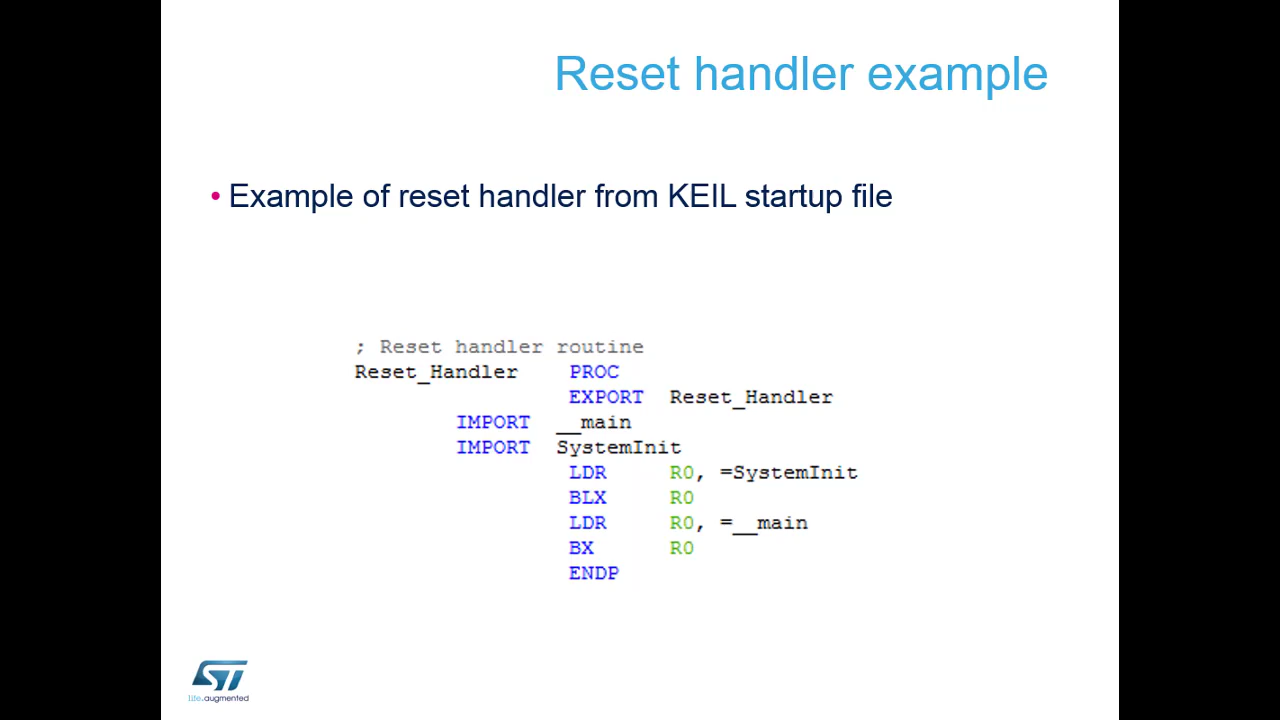 Reset handler example
• Example of reset handler from KEIL startup file
; Reset handler routine
Reset_Handler PROC
EXPORT Reset_Handler
IMPORT __main
IMPORT SystemInit
LDR R0, =SystemInit
BLX R0
LDR R0, =__main
BX R0
ENDP
ST
life.augmented